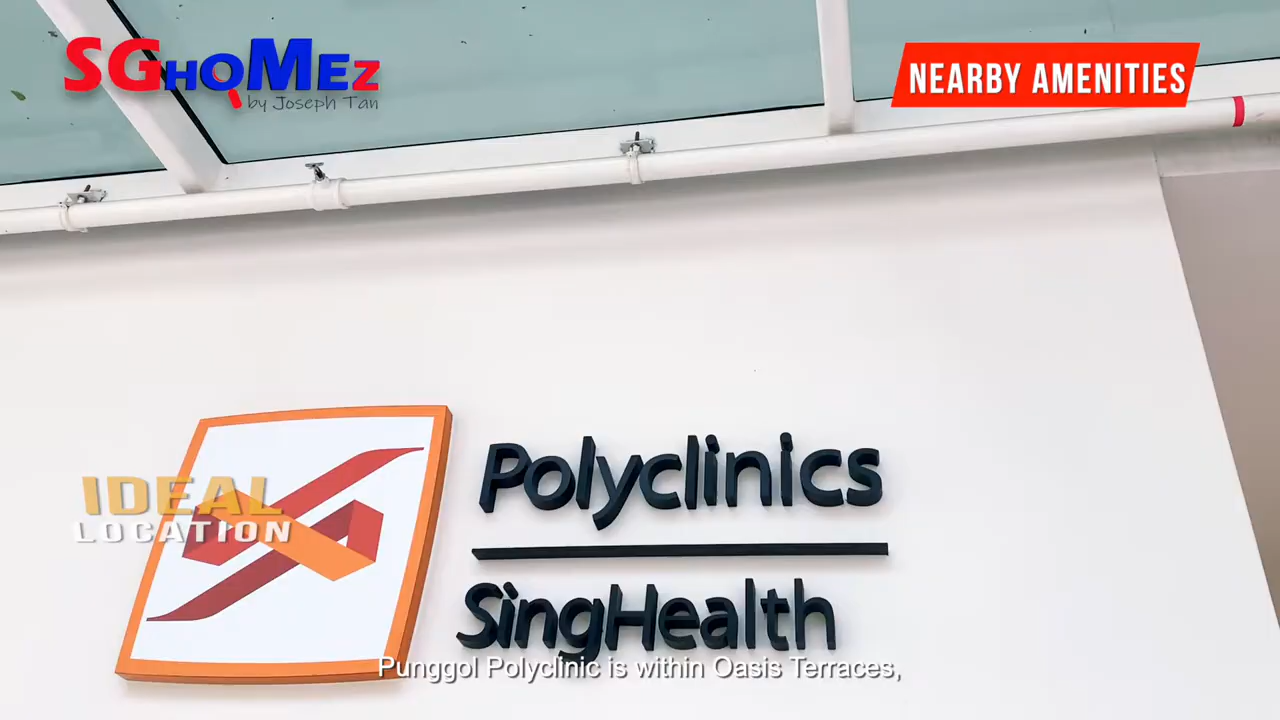 SGHOMEZ
by Joseph Tan
NEARBY AMENITIES
Polyclinics
IDEAL
LOCATION
SingHealth
Punggol Polyclinic is within Oasis Terraces,